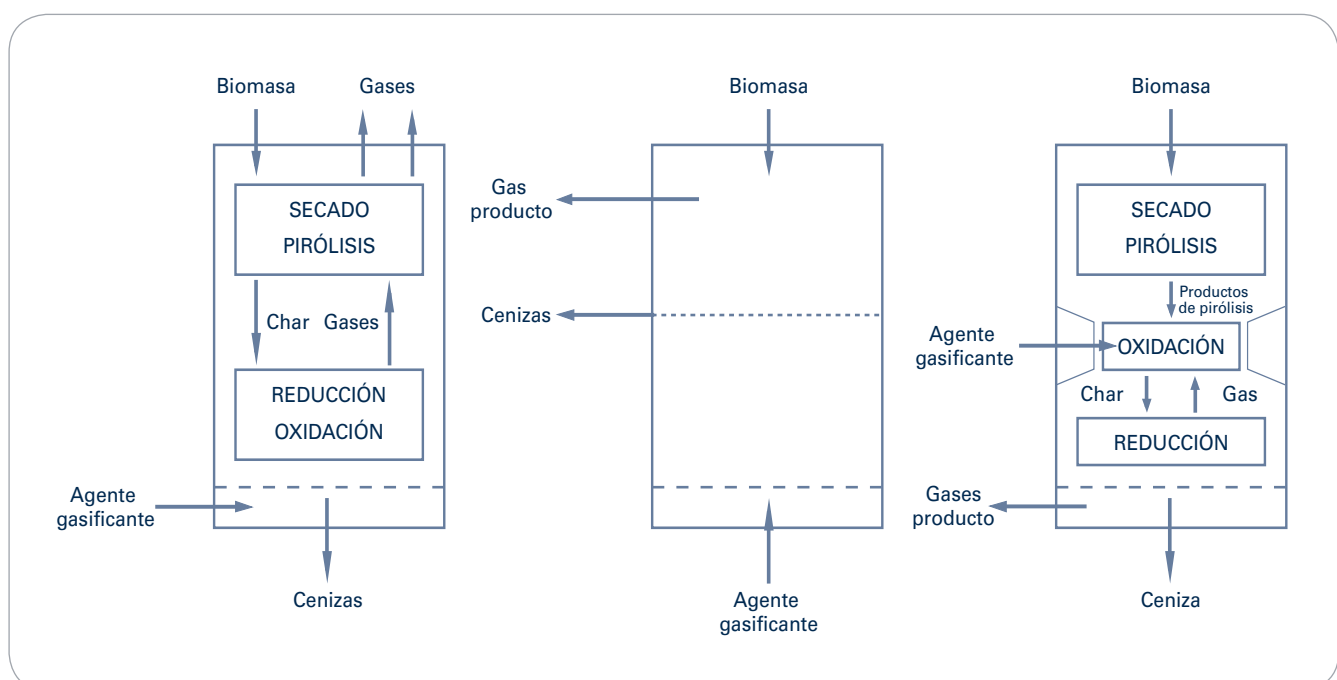 Biomasa
Gases
SECADO
PIRÓLISIS
Char
Gases
REDUCCIÓN
OXIDACIÓN
Agente
gasificante
Cenizas
Biomasa
Gas
producto
Cenizas
Agente
gasificante
Biomasa
SECADO
PIRÓLISIS
Productos
de pirólisis
Agente
gasificante
OXIDACIÓN
Char
Gas
REDUCCIÓN
Gases
producto
Ceniza